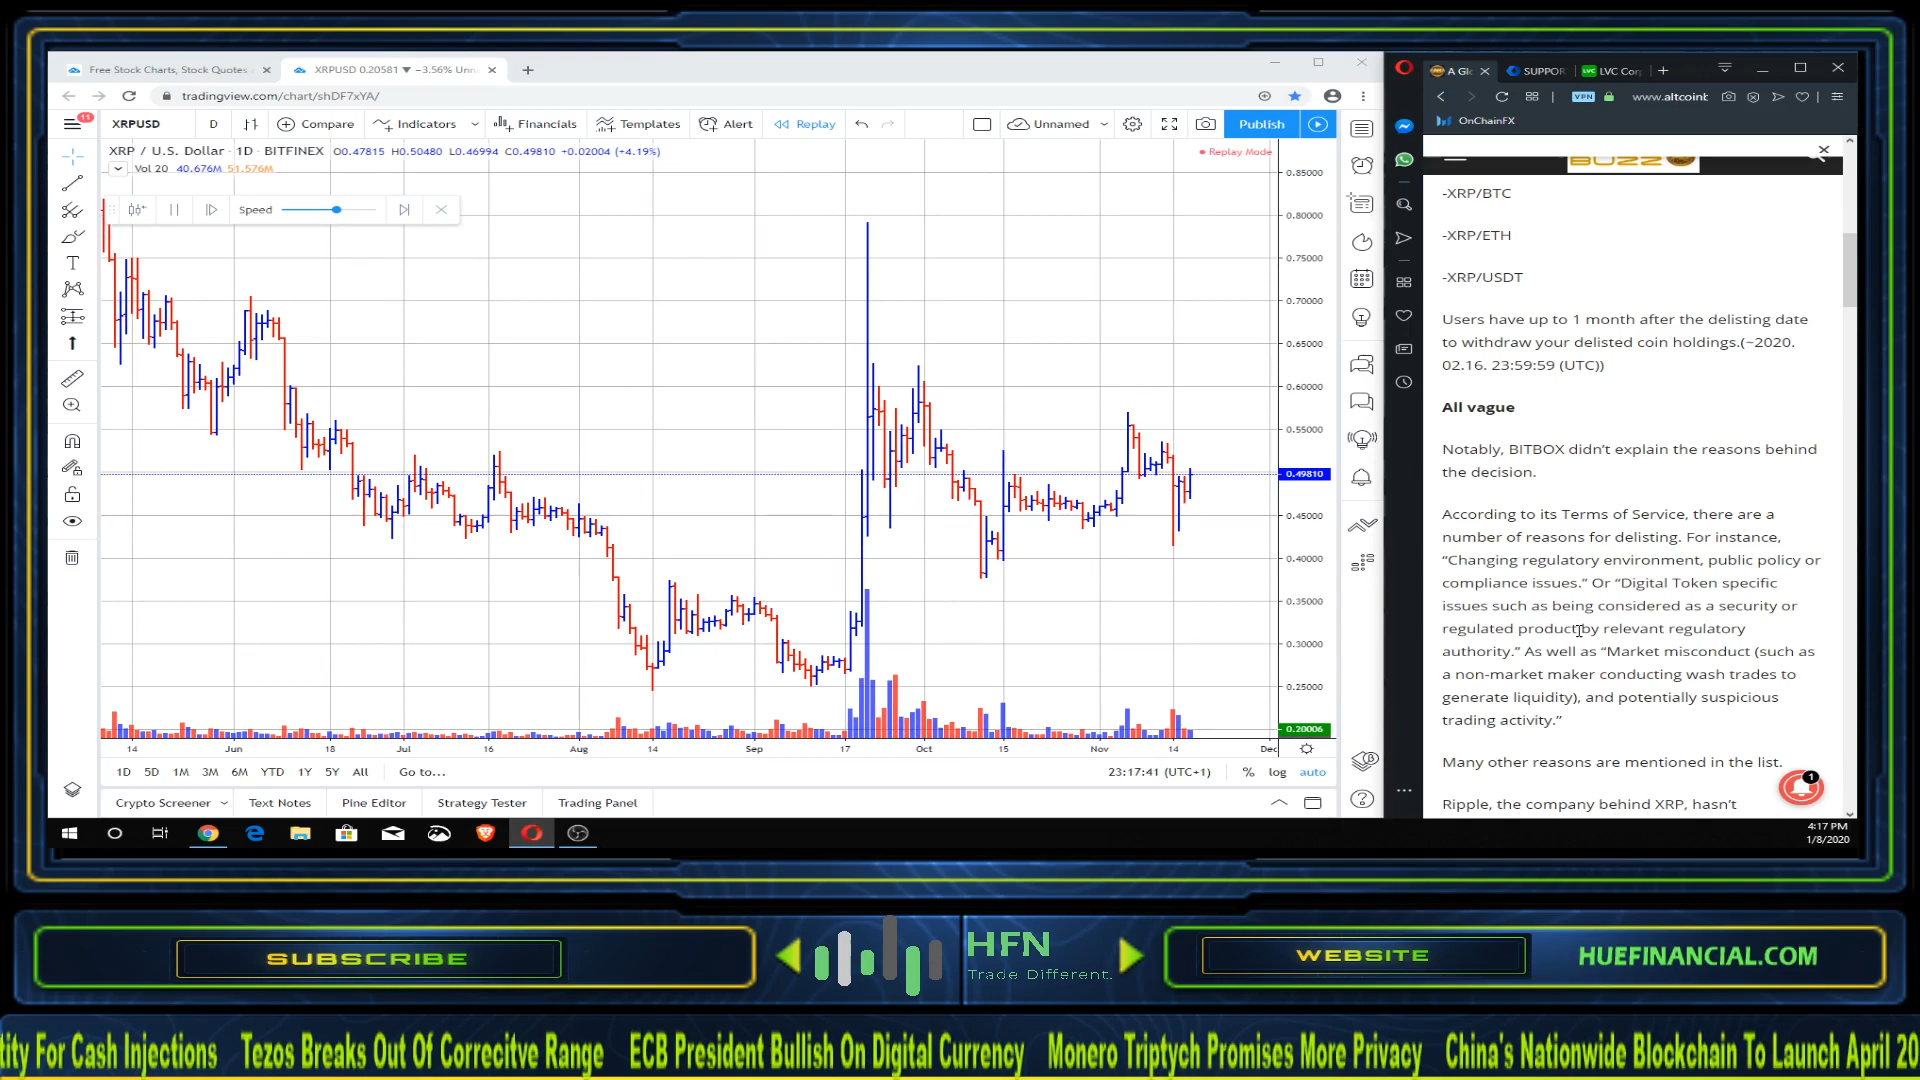 Free Stock Charts, Stock Quotes
XRPUSD 0.20581 ▼ −3.56% Unna
tradingview.com/chart/shDF7xYA/
11
XRPUSD
D
Compare
Indicators
Financials
Templates
Alert
Replay
Unnamed
Publish
XRP / U.S. Dollar · 1D · BITFINEX O0.47815 H0.50480 L0.46994 C0.49810 +0.02004 (+4.19%)
Replay Mode
Vol 20 40.676M 51.576M
Speed
0.85000
0.80000
0.75000
0.70000
0.65000
0.60000
0.55000
0.49810
0.45000
0.40000
0.35000
0.30000
0.25000
0.20006
14 Jun 18 Jul 16 Aug 14 Sep 17 Oct 15 Nov 14 Dec
1D 5D 1M 3M 6M YTD 1Y 5Y All Go to...
23:17:41 (UTC+1) % log auto
Crypto Screener Text Notes Pine Editor Strategy Tester Trading Panel
A Glo
SUPPOR
LVC Cor
VPN
www.altcoint
OnChainFX
BUZZ
-XRP/BTC
-XRP/ETH
-XRP/USDT
Users have up to 1 month after the delisting date
to withdraw your delisted coin holdings.(~2020.
02.16. 23:59:59 (UTC))
All vague
Notably, BITBOX didn’t explain the reasons behind
the decision.
According to its Terms of Service, there are a
number of reasons for delisting. For instance,
“Changing regulatory environment, public policy or
compliance issues.” Or “Digital Token specific
issues such as being considered as a security or
regulated product by relevant regulatory
authority.” As well as “Market misconduct (such as
a non-market maker conducting wash trades to
generate liquidity), and potentially suspicious
trading activity.”
Many other reasons are mentioned in the list.
1
Ripple, the company behind XRP, hasn’t
4:17 PM
1/8/2020
SUBSCRIBE
HFN
Trade Different.
WEBSITE
HUEFINANCIAL.COM
tity For Cash Injections Tezos Breaks Out Of Correcitve Range ECB President Bullish On Digital Currency Monero Triptych Promises More Privacy China's Nationwide Blockchain To Launch April 20